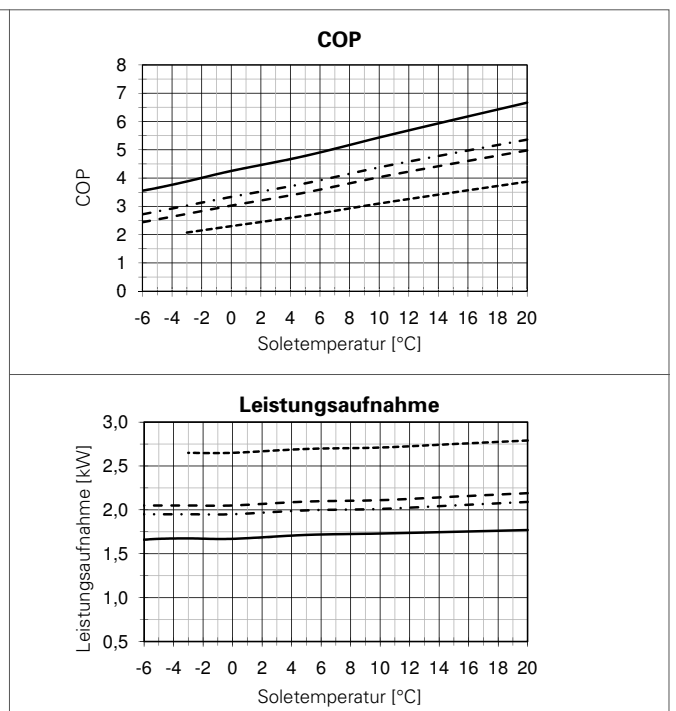 COP
8
7
6
5
4
3
2
1
0
COP
-6 -4 -2 0 2 4 6 8 10 12 14 16 18 20
Soletemperatur [°C]
Leistungsaufnahme
3,0
2,5
2,0
1,5
1,0
0,5
Leistungsaufnahme [kW]
-6 -4 -2 0 2 4 6 8 10 12 14 16 18 20
Soletemperatur [°C]